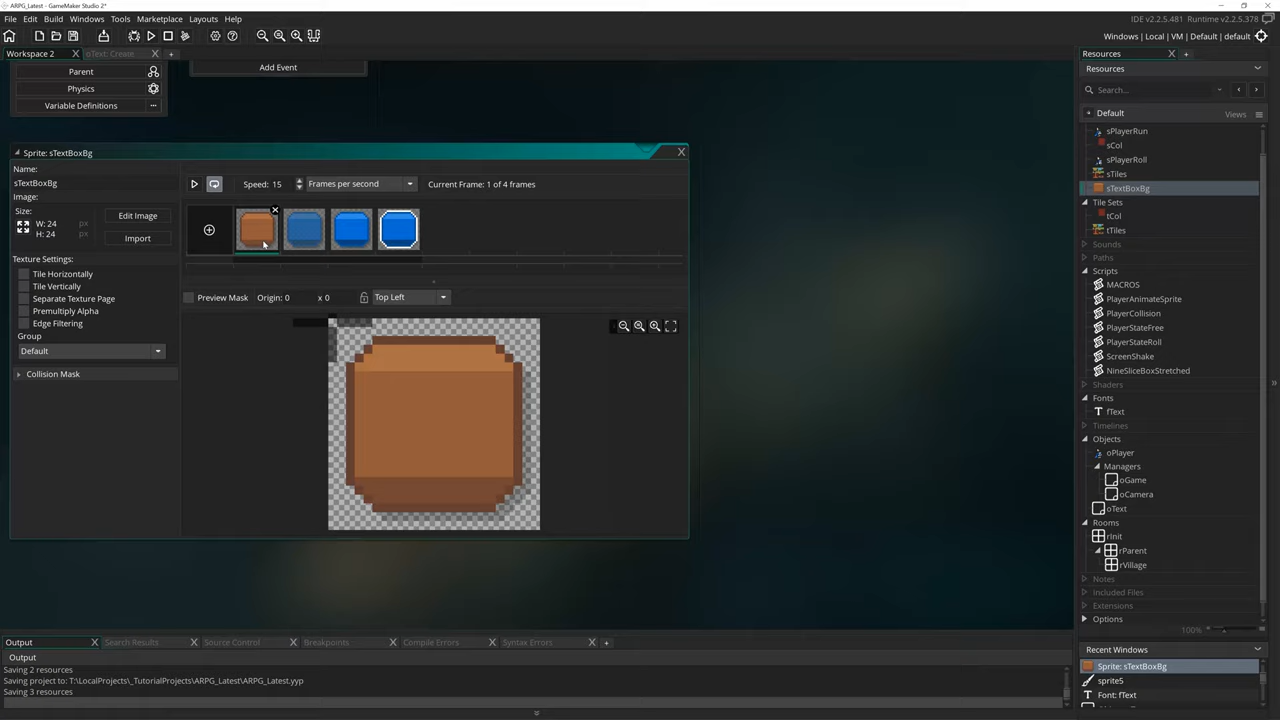 ARPG_Latest - GameMaker Studio 2*
File Edit Build Windows Tools Marketplace Layouts Help
IDE v2.2.5.481 Runtime v2.2.5.378
Windows | Local | VM | Default | default
Workspace 2 X oText: Create X +
Parent
Physics
Variable Definitions
Add Event
Sprite: sTextBoxBg
Name:
sTextBoxBg
Image:
Size:
W: 24 px
H: 24 px
Edit Image
Import
Texture Settings:
Tile Horizontally
Tile Vertically
Separate Texture Page
Premultiply Alpha
Edge Filtering
Group
Default
Collision Mask
Speed: 15 Frames per second Current Frame: 1 of 4 frames
Preview Mask Origin: 0 x 0 Top Left
Output X Search Results X Source Control X Breakpoints X Compile Errors X Syntax Errors X +
Output
Saving 2 resources
Saving project to: T:\LocalProjects\_TutorialProjects\ARPG_Latest\ARPG_Latest.yyp
Saving 3 resources
Resources X +
Resources
Search...
Default Views
sPlayerRun
sCol
sPlayerRoll
sTiles
sTextBoxBg
Tile Sets
tCol
tTiles
Sounds
Paths
Scripts
MACROS
PlayerAnimateSprite
PlayerCollision
PlayerStateFree
PlayerStateRoll
ScreenShake
NineSliceBoxStretched
Shaders
Fonts
fText
Timelines
Objects
oPlayer
Managers
oGame
oCamera
oText
Rooms
rInit
rParent
rVillage
Notes
Included Files
Extensions
Options
100%
Recent Windows
Sprite: sTextBoxBg
sprite5
Font: fText